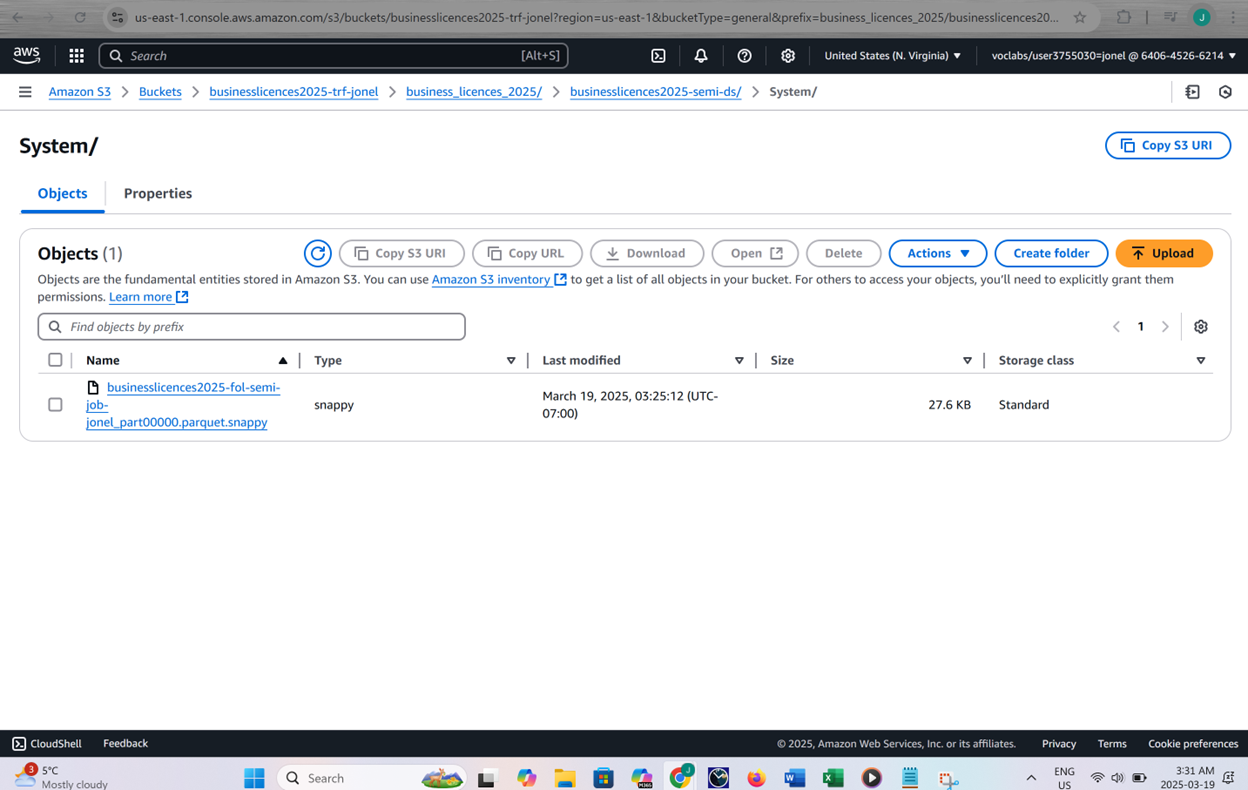 us-east-1.console.aws.amazon.com/s3/buckets/businesslicences2025-trf-jonel?region=us-east-1&bucketType=general&prefix=business_licences_2025/businesslicences20...
J
aws
Search
[Alt+S]
United States (N. Virginia)
voclabs/user3755030=jonel @ 6406-4526-6214
Amazon S3
Buckets
businesslicences2025-trf-jonel
business_licences_2025/
businesslicences2025-semi-ds/
System/
System/
Copy S3 URI
Objects
Properties
Objects (1)
Copy S3 URI
Copy URL
Download
Open
Delete
Actions
Create folder
Upload
Objects are the fundamental entities stored in Amazon S3. You can use Amazon S3 inventory to get a list of all objects in your bucket. For others to access your objects, you'll need to explicitly grant them
permissions. Learn more
Find objects by prefix
1
Name
Type
Last modified
Size
Storage class
businesslicences2025-fol-semi-
job-
jonel_part00000.parquet.snappy
snappy
March 19, 2025, 03:25:12 (UTC-
07:00)
27.6 KB
Standard
CloudShell
Feedback
© 2025, Amazon Web Services, Inc. or its affiliates.
Privacy
Terms
Cookie preferences
3
5°C
Mostly cloudy
Search
M365
J
ENG
US
3:31 AM
2025-03-19